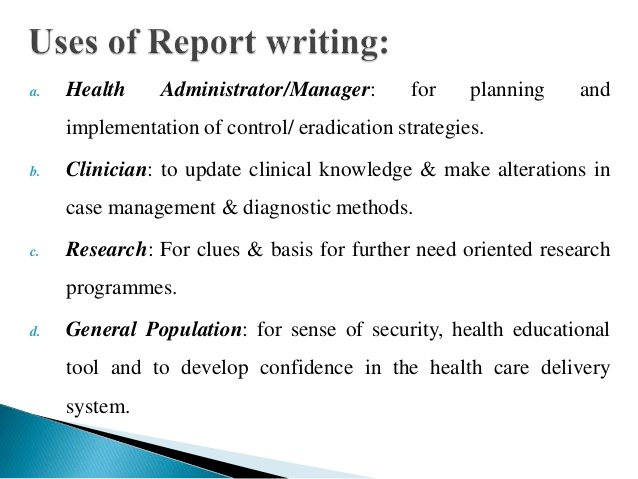 Uses of Report writing:
a. Health Administrator/Manager: for planning and
implementation of control/ eradication strategies.
b. Clinician: to update clinical knowledge & make alterations in
case management & diagnostic methods.
c. Research: For clues & basis for further need oriented research
programmes.
d. General Population: for sense of security, health educational
tool and to develop confidence in the health care delivery
system.